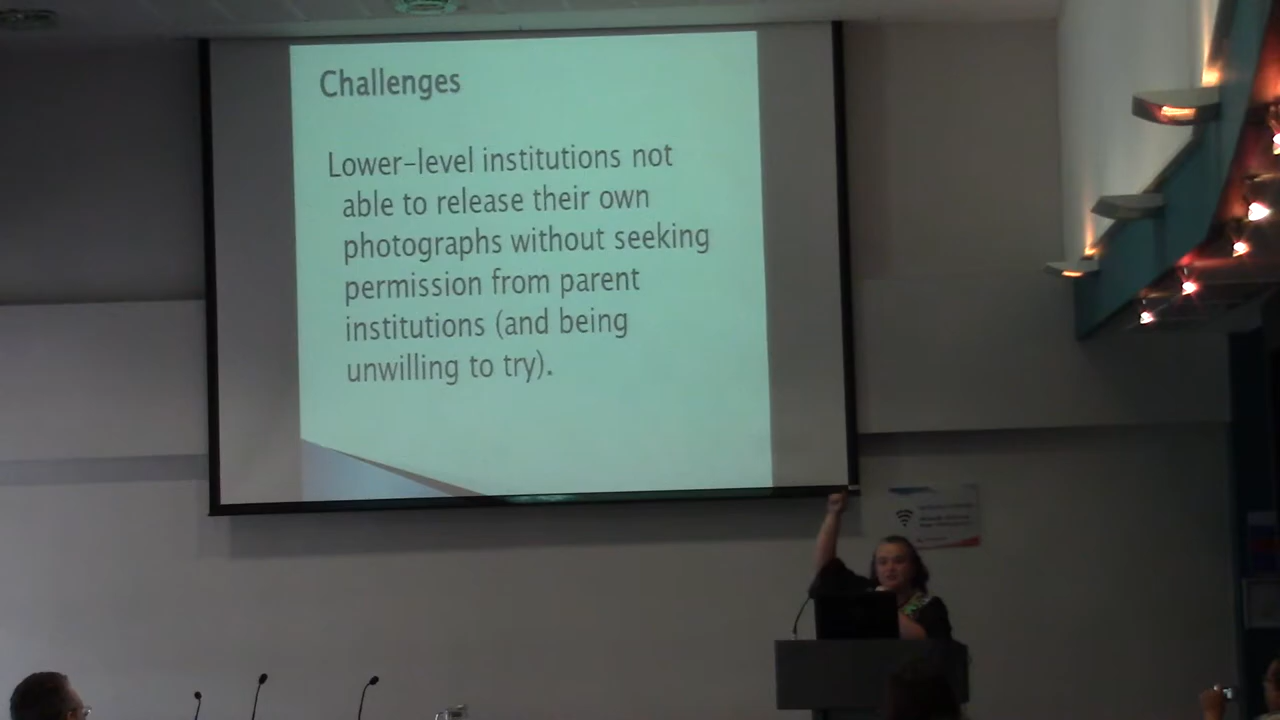 Challenges
Lower-level institutions not
able to release their own
photographs without seeking
permission from parent
institutions (and being
unwilling to try).